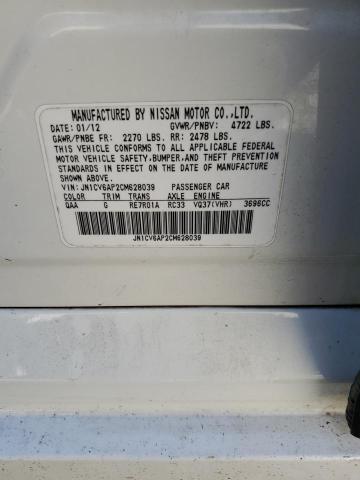 MANUFACTURED BY NISSAN MOTOR CO.,LTD.
DATE: 01/12 GVWR/PNBV: 4722 LBS.
GAWR/PNBE FR: 2270 LBS. RR: 2478 LBS.
THIS VEHICLE CONFORMS TO ALL APPLICABLE FEDERAL
MOTOR VEHICLE SAFETY,BUMPER,AND THEFT PREVENTION
STANDARDS IN EFFECT ON THE DATE OF MANUFACTURE
SHOWN ABOVE.
VIN: JN1CV6AP2CM628039 PASSENGER CAR
COLOR TRIM TRANS AXLE ENGINE
QAA G RE7R01A RC33 VQ37(VHR) 3696CC
JN1CV6AP2CM628039